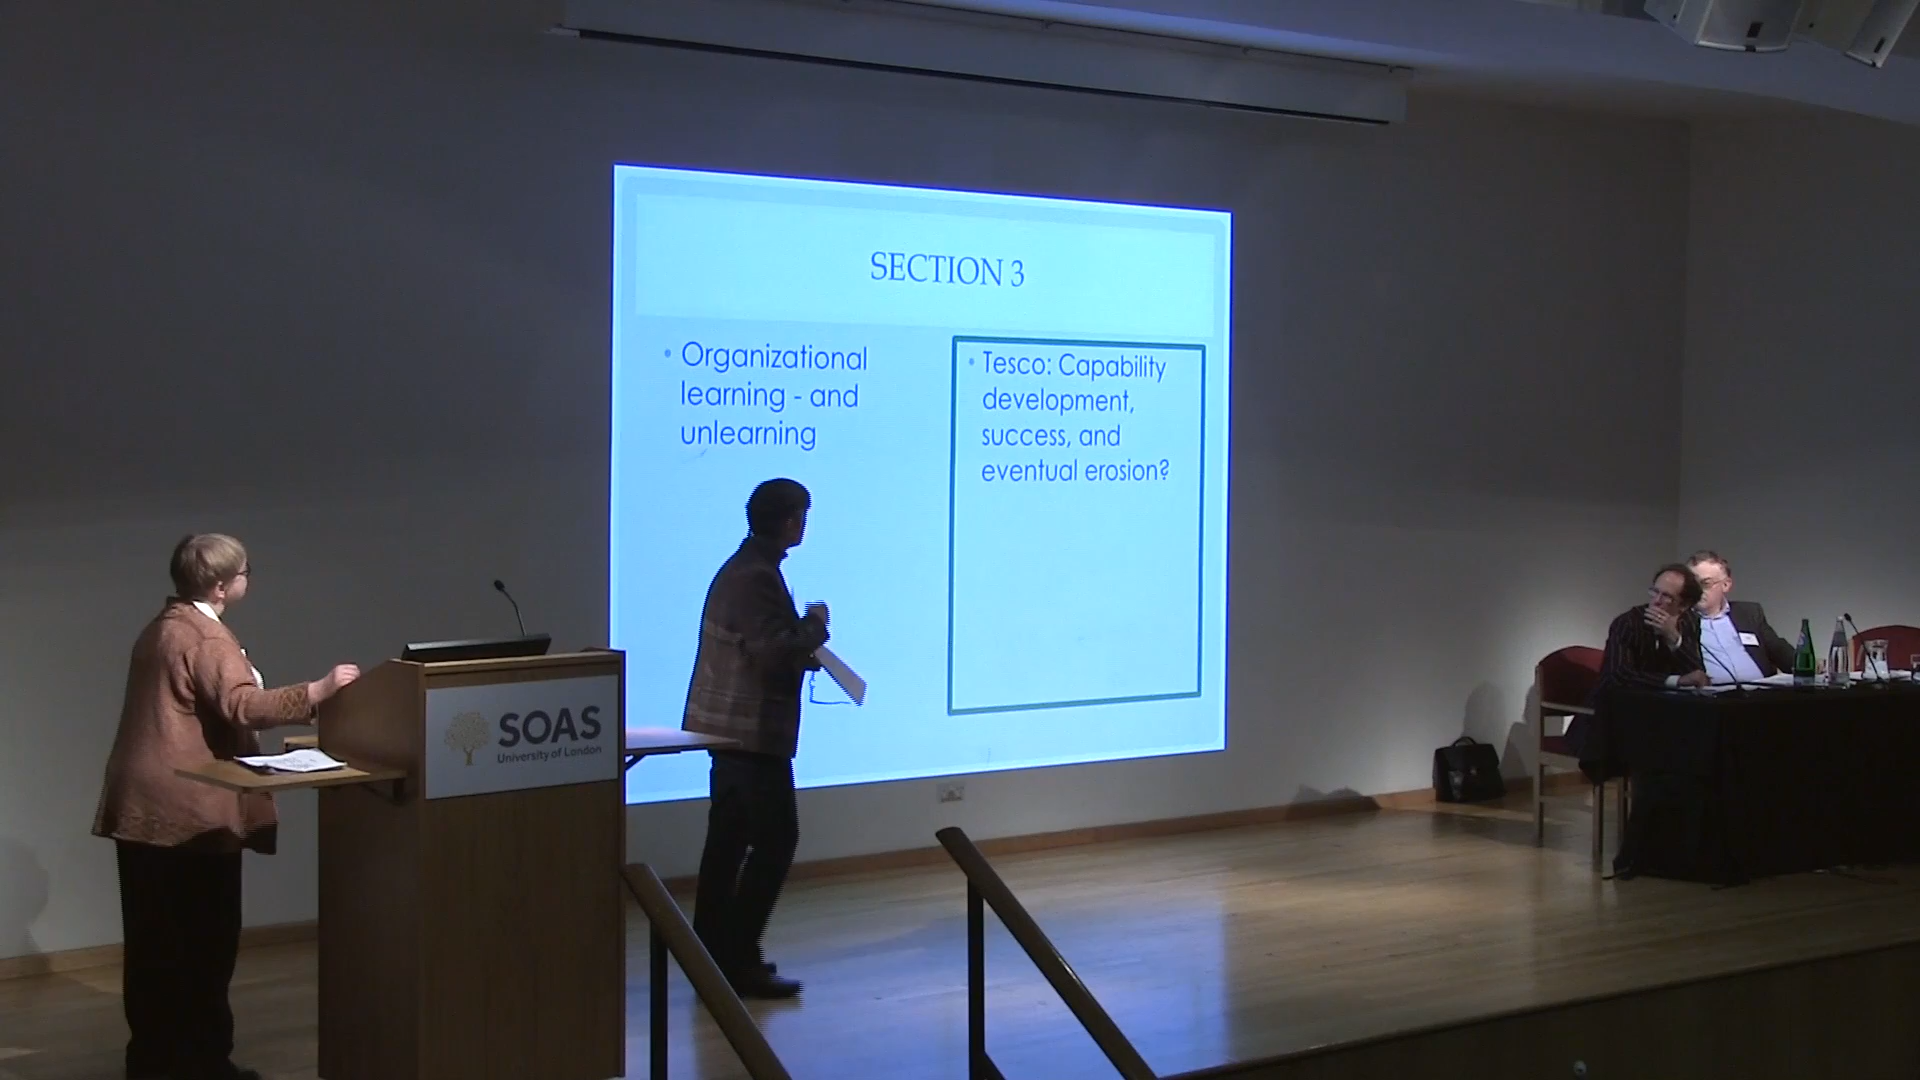 SECTION 3
• Organizational
learning - and
unlearning
• Tesco: Capability
development,
success, and
eventual erosion?
SOAS
University of London